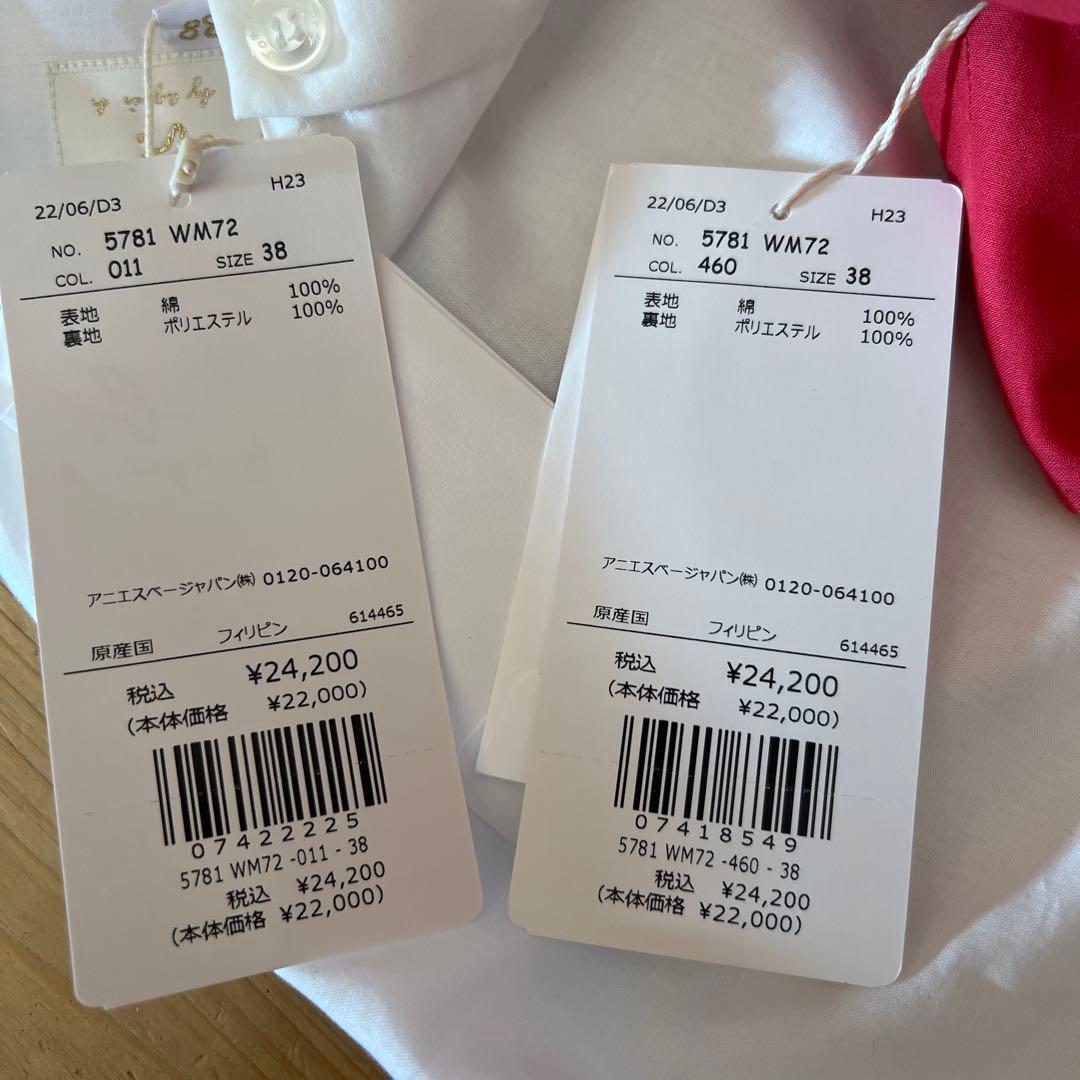 38
22/06/D3 H23
NO. 5781 WM72
COL. 011 SIZE 38
表地 綿 100%
裏地 ポリエステル 100%
アニエスベージャパン㈱ 0120-064100
原産国 フィリピン 614465
税込 ¥24,200
(本体価格 ¥22,000)
07422225
5781 WM72 -011 - 38
税込 ¥24,200
(本体価格 ¥22,000)
22/06/D3 H23
NO. 5781 WM72
COL. 460 SIZE 38
表地 綿 100%
裏地 ポリエステル 100%
アニエスベージャパン㈱ 0120-064100
原産国 フィリピン 614465
税込 ¥24,200
(本体価格 ¥22,000)
07418549
5781 WM72 -460 - 38
税込 ¥24,200
(本体価格 ¥22,000)